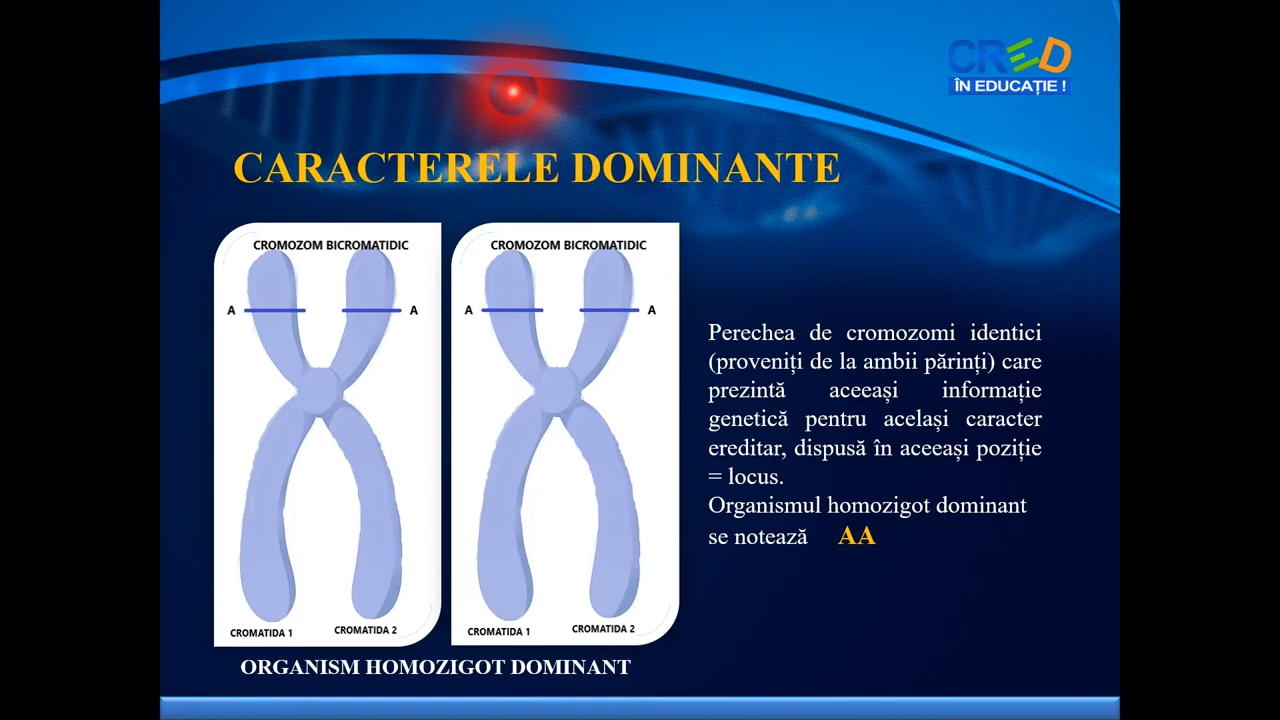 CRED
ÎN EDUCAȚIE !
CARACTERELE DOMINANTE
CROMOZOM BICROMATIDIC
A
A
CROMATIDA 1
CROMATIDA 2
CROMOZOM BICROMATIDIC
A
A
CROMATIDA 1
CROMATIDA 2
ORGANISM HOMOZIGOT DOMINANT
Perechea de cromozomi identici
(proveniți de la ambii părinți) care
prezintă aceeași informație
genetică pentru același caracter
ereditar, dispusă în aceeași poziție
= locus.
Organismul homozigot dominant
se notează AA